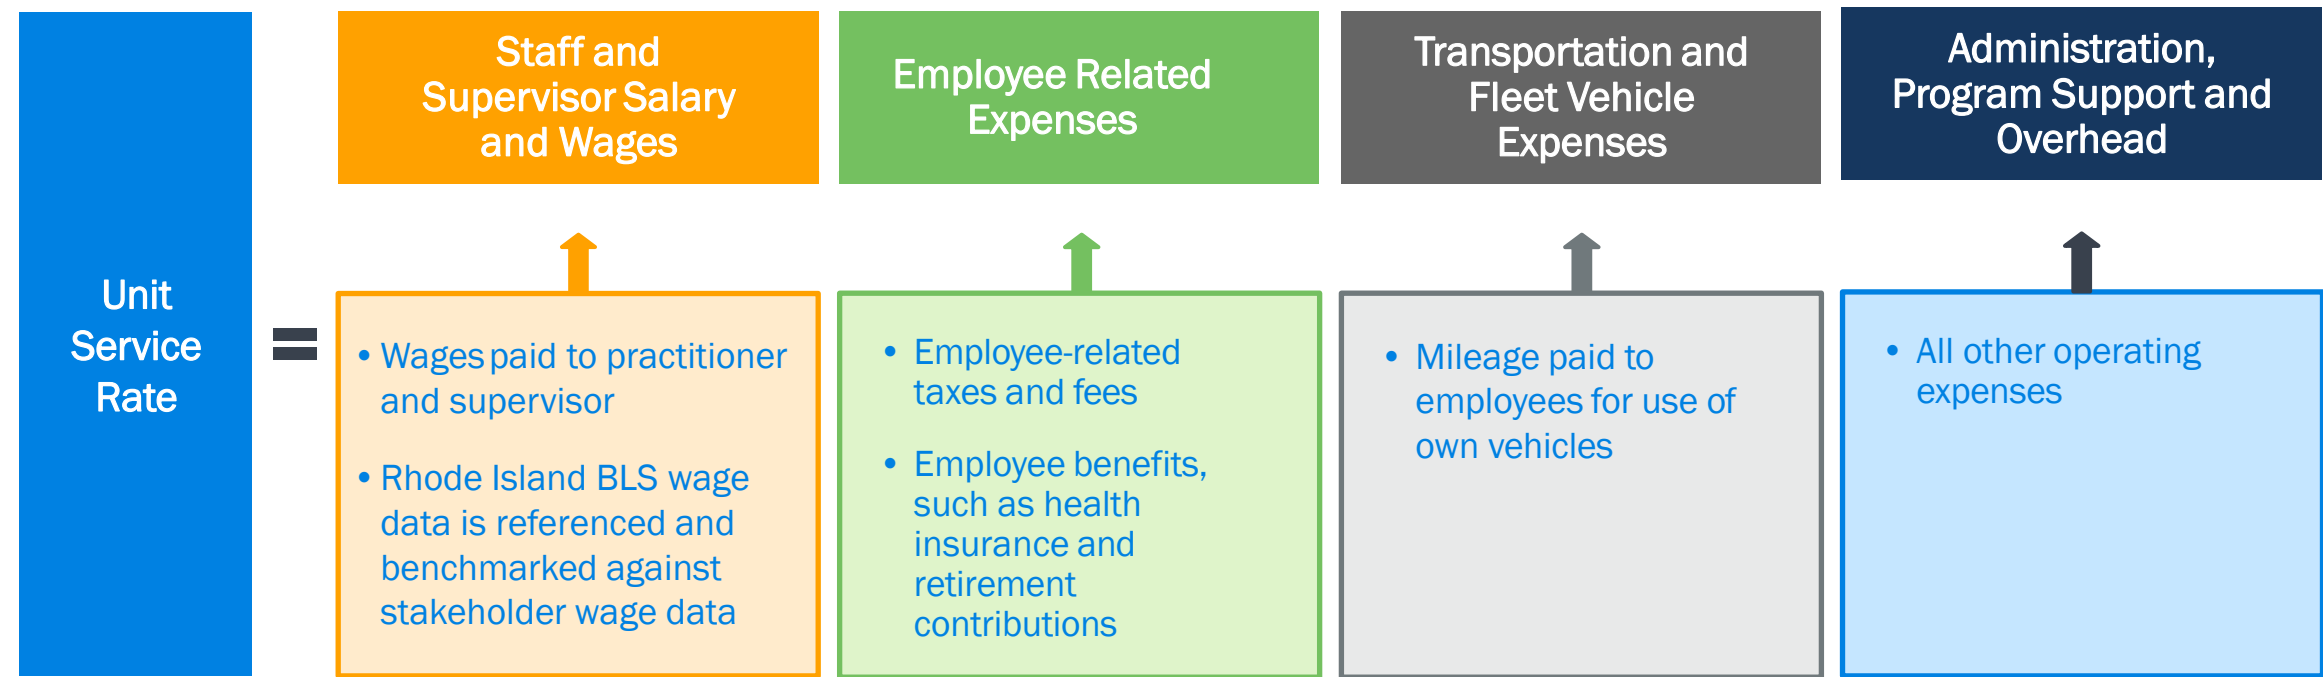 Unit
Service
Rate
=
Staff and
Supervisor Salary
and Wages
• Wages paid to practitioner
and supervisor
• Rhode Island BLS wage
data is referenced and
benchmarked against
stakeholder wage data
Employee Related
Expenses
• Employee-related
taxes and fees
• Employee benefits,
such as health
insurance and
retirement
contributions
Transportation and
Fleet Vehicle
Expenses
• Mileage paid to
employees for use of
own vehicles
Administration,
Program Support and
Overhead
• All other operating
expenses